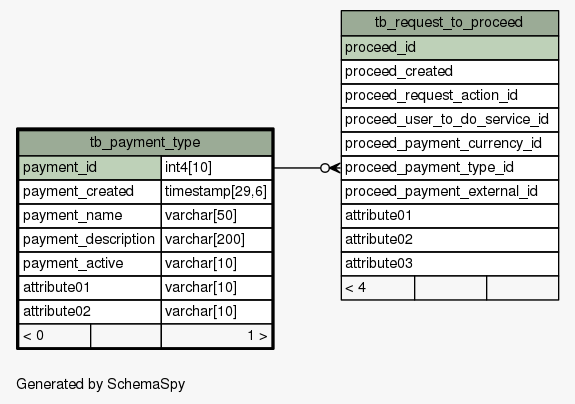 tb_request_to_proceed
proceed_id
proceed_created
proceed_request_action_id
proceed_user_to_do_service_id
proceed_payment_currency_id
proceed_payment_type_id
proceed_payment_external_id
attribute01
attribute02
attribute03
< 4
tb_payment_type
payment_id int4[10]
payment_created timestamp[29,6]
payment_name varchar[50]
payment_description varchar[200]
payment_active varchar[10]
attribute01 varchar[10]
attribute02 varchar[10]
< 0 1 >
Generated by SchemaSpy